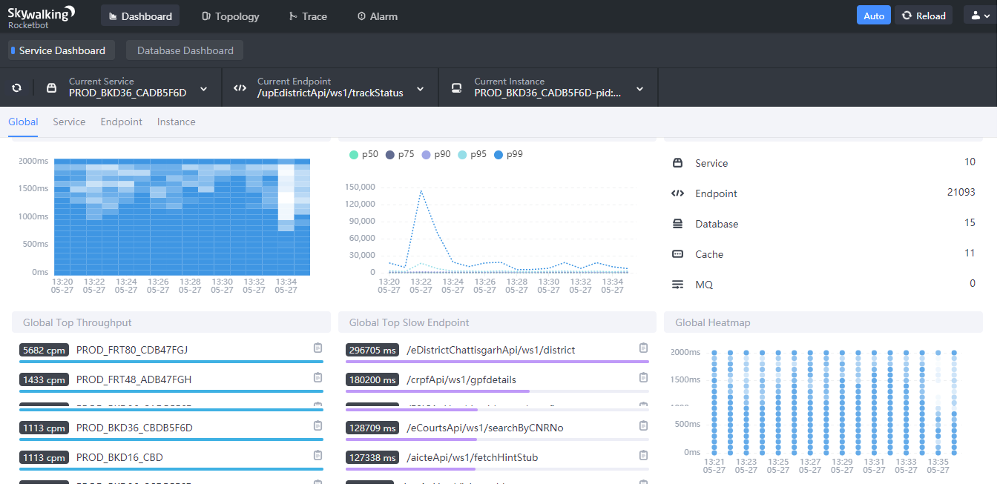 Skywalking
Rocketbot
Dashboard
Topology
Trace
Alarm
Auto
Reload
Service Dashboard
Database Dashboard
Current Service
PROD_BKD36_CADB5F6D
Current Endpoint
/upEdistrictApi/ws1/trackStatus
Current Instance
PROD_BKD36_CADB5F6D-pid:...
Global
Service
Endpoint
Instance
2000ms
1500ms
1000ms
500ms
0ms
13:20 13:22 13:24 13:26 13:28 13:30 13:32 13:34
05-27 05-27 05-27 05-27 05-27 05-27 05-27 05-27
p50 p75 p90 p95 p99
150,000
120,000
90,000
60,000
30,000
0
13:20 13:22 13:24 13:26 13:28 13:30 13:32 13:34
05-27 05-27 05-27 05-27 05-27 05-27 05-27 05-27
Service 10
Endpoint 21093
Database 15
Cache 11
MQ 0
Global Top Throughput
5682 cpm PROD_FRT80_CDB47FGJ
1433 cpm PROD_FRT48_ADB47FGH
1113 cpm PROD_BKD36_CBDB5F6D
1113 cpm PROD_BKD16_CBD
Global Top Slow Endpoint
296705 ms /eDistrictChattisgarhApi/ws1/district
180200 ms /crpfApi/ws1/gpfdetails
128709 ms /eCourtsApi/ws1/searchByCNRNo
127338 ms /aicteApi/ws1/fetchHintStub
Global Heatmap
2000ms
1500ms
500ms
0ms
13:21 13:23 13:25 13:27 13:29 13:31 13:33 13:35
05-27 05-27 05-27 05-27 05-27 05-27 05-27 05-27